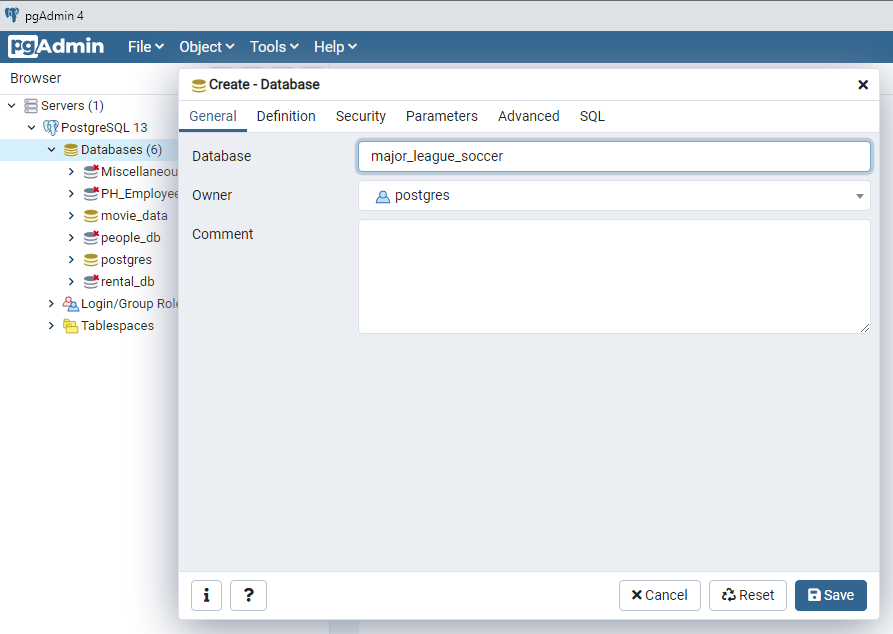 pgAdmin 4
pgAdmin File Object Tools Help
Browser
Servers (1)
PostgreSQL 13
Databases (6)
Miscellaneou
PH_Employee
movie_data
people_db
postgres
rental_db
Login/Group Role
Tablespaces
Create - Database
General Definition Security Parameters Advanced SQL
Database major_league_soccer
Owner postgres
Comment
i ? Cancel Reset Save